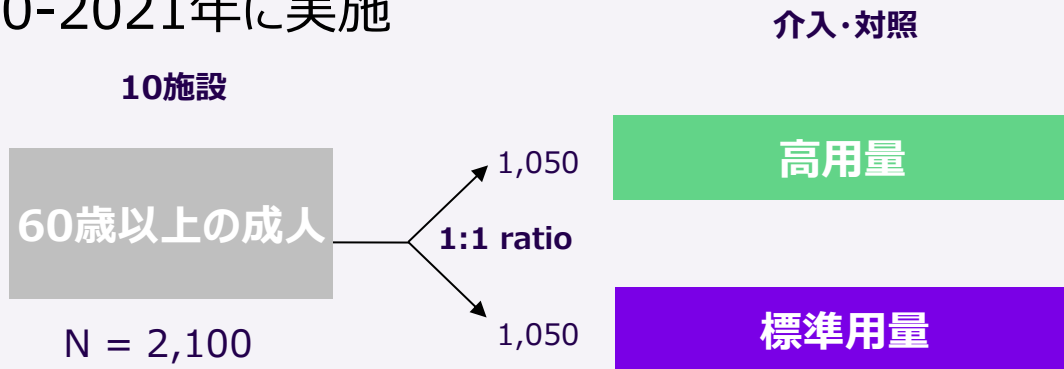 0-2021年に実施
介入・対照
10施設
1,050
高用量
60歳以上の成人
1:1 ratio
1,050
標準用量
N = 2,100